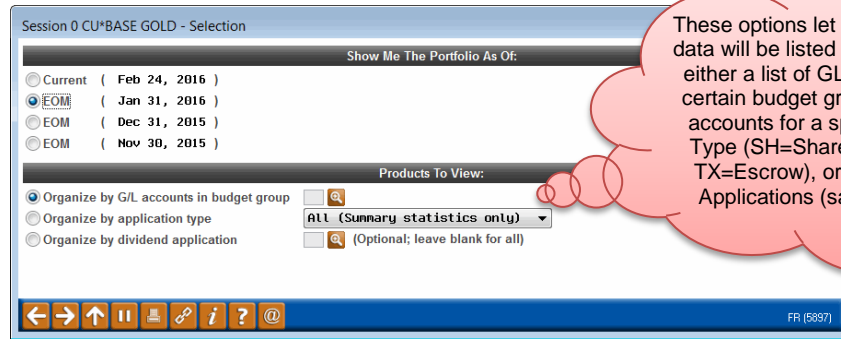 Session 0 CU*BASE GOLD - Selection
Show Me The Portfolio As Of:
Current ( Feb 24, 2016 )
EOM ( Jan 31, 2016 )
EOM ( Dec 31, 2015 )
EOM ( Nov 30, 2015 )
Products To View:
Organize by G/L accounts in budget group
Organize by application type All (Summary statistics only)
Organize by dividend application (Optional; leave blank for all)
FR (5897)
These options let
data will be listed
either a list of GL
certain budget gr
accounts for a sp
Type (SH=Share
TX=Escrow), or
Applications (sa